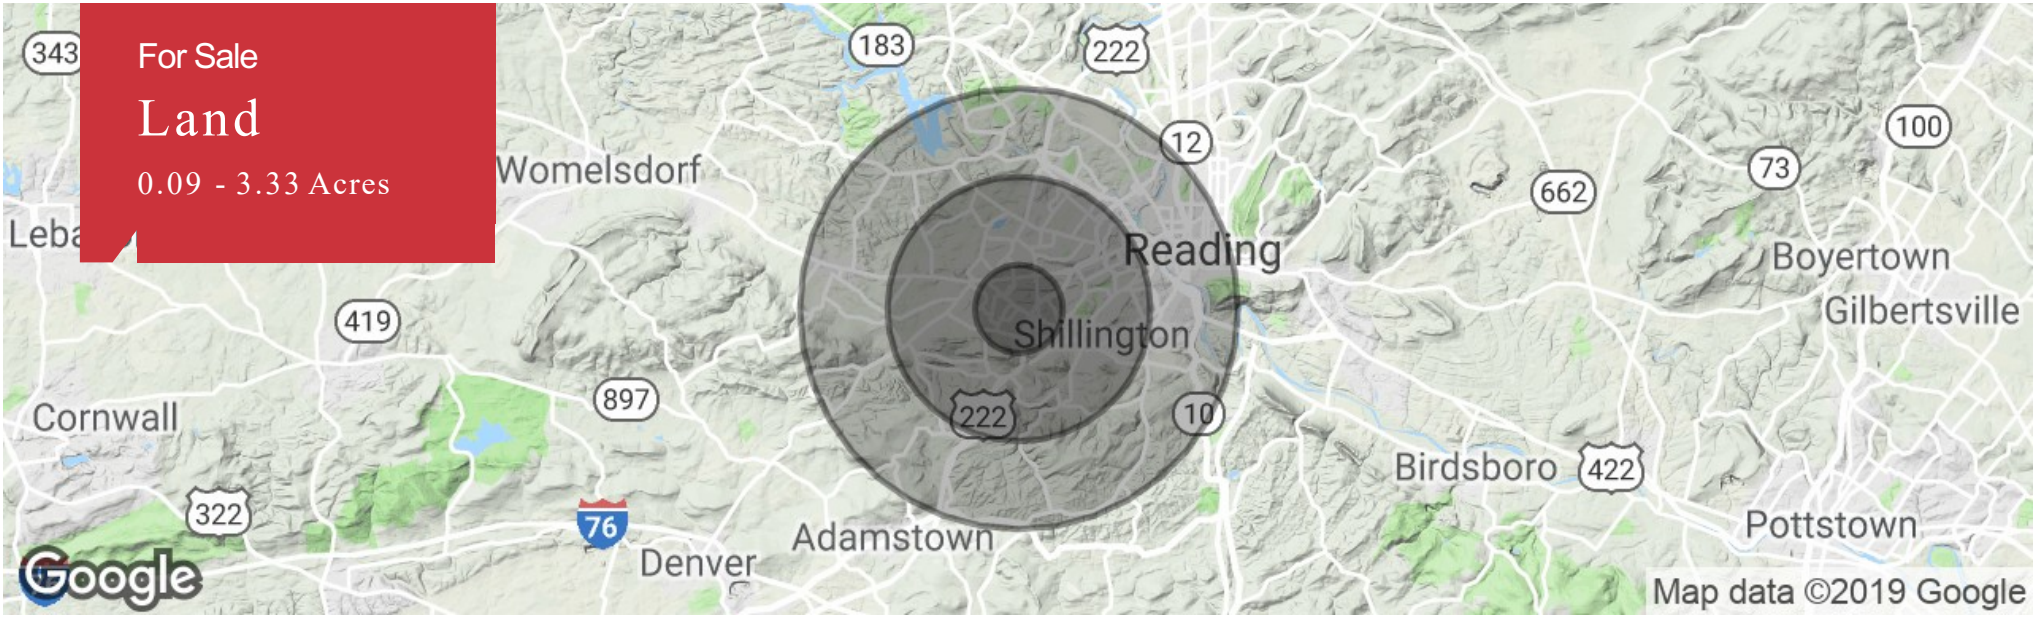 For Sale
Land
0.09 - 3.33 Acres
343
183
222
12
100
73
662
Womelsdorf
Leba
Reading
Boyertown
Gilbertsville
419
Shillington
897
222
10
Cornwall
Birdsboro
422
322
76
Adamstown
Denver
Pottstown
Google
Map data ©2019 Google